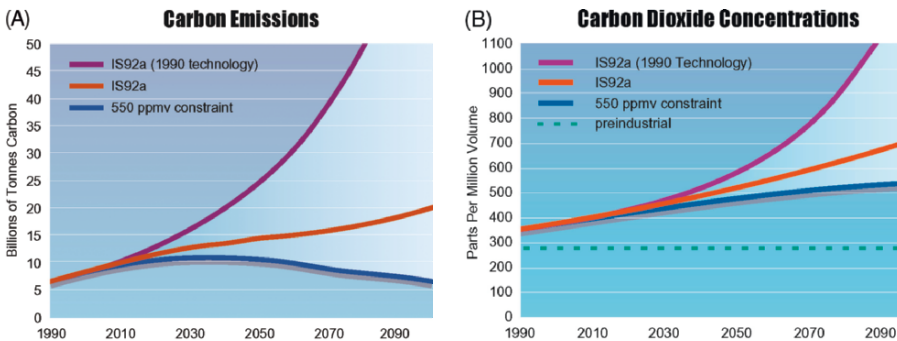 (A)
Carbon Emissions
Billions of Tonnes Carbon
50
45
40
35
30
25
20
15
10
5
0
IS92a (1990 technology)
IS92a
550 ppmv constraint
1990 2010 2030 2050 2070 2090
(B)
Carbon Dioxide Concentrations
Parts Per Million Volume
1100
1000
900
800
700
600
500
400
300
200
100
0
IS92a (1990 Technology)
IS92a
550 ppmv constraint
preindustrial
1990 2010 2030 2050 2070 2090